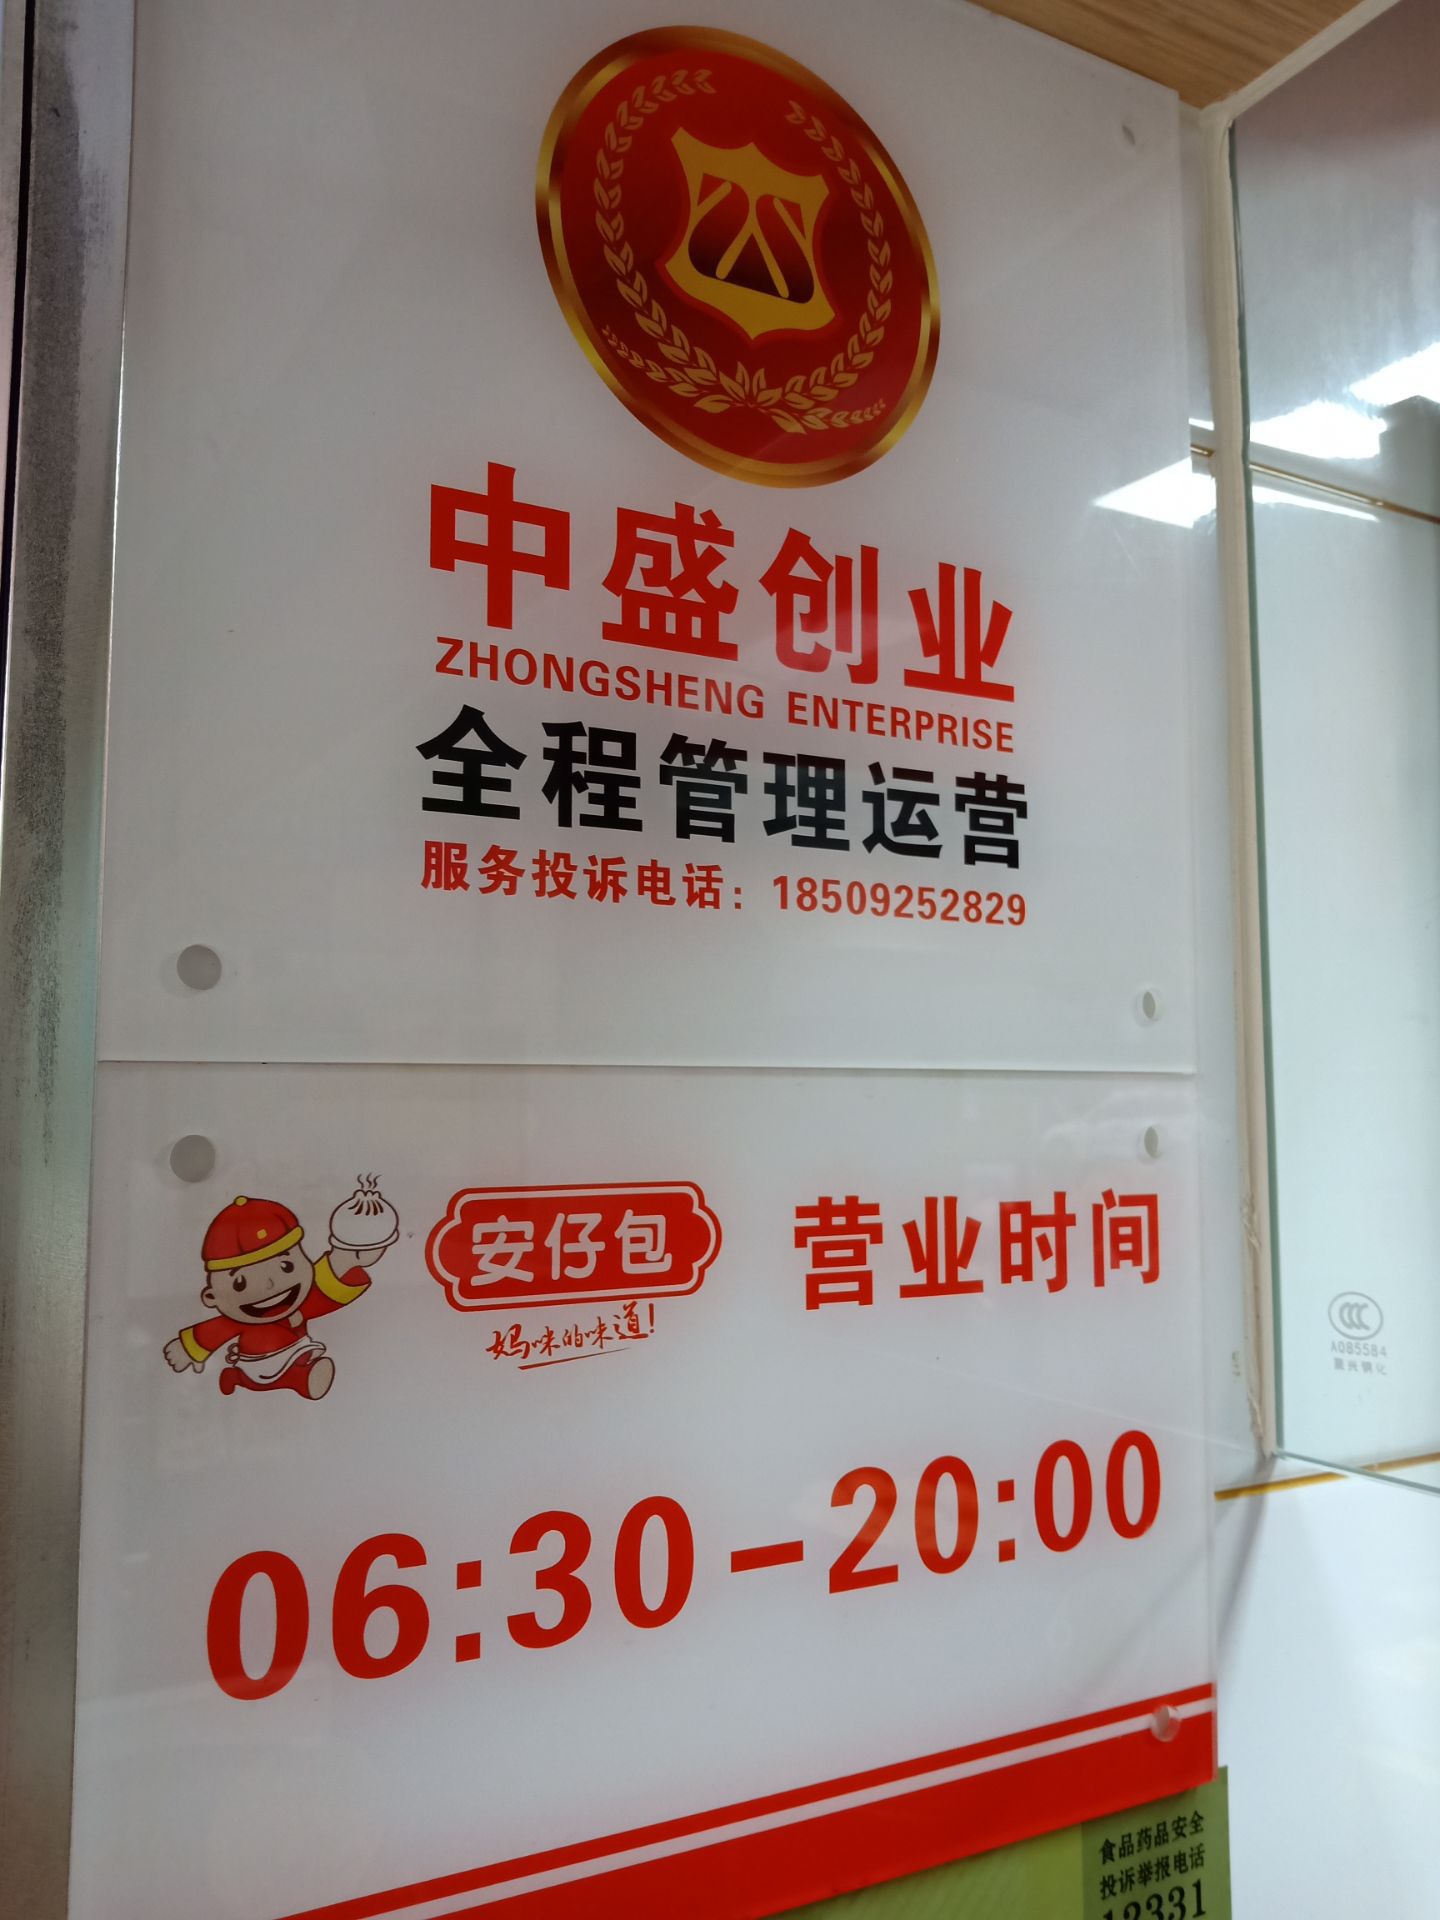 中盛创业
ZHONGSHENG ENTERPRISE
全程管理运营
服务投诉电话：18509252829
安仔包
妈咪的味道!
营业时间
06:30-20:00
A085584
食品药品安全
投诉举报电话
12331